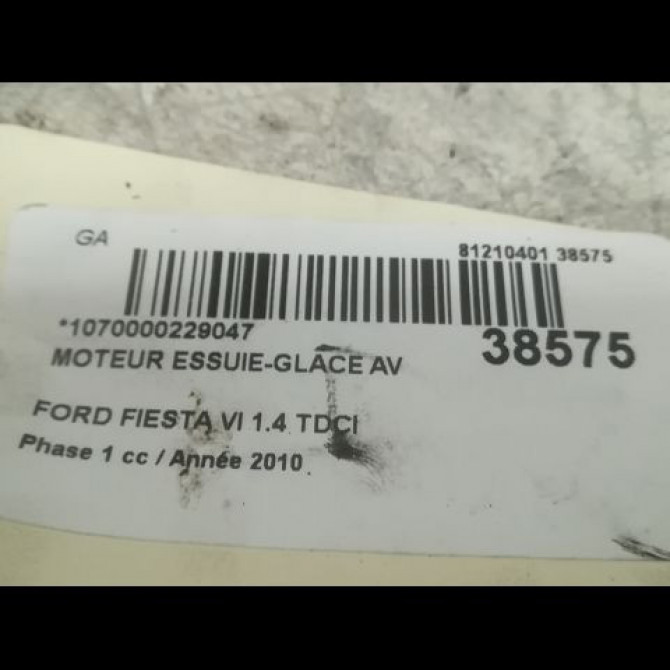 GA
81210401 38575
*1070000229047
38575
MOTEUR ESSUIE-GLACE AV
FORD FIESTA VI 1.4 TDCI
Phase 1 cc / Année 2010